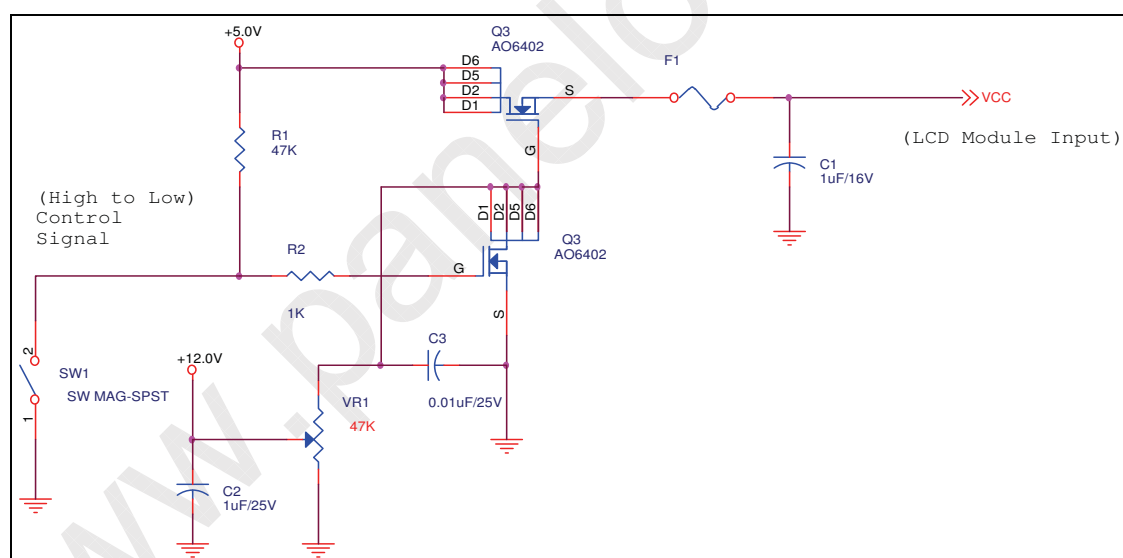 +5.0V
Q3
AO6402
D6
D5
D2
D1
S
G
F1
VCC
(LCD Module Input)
R1
47K
C1
1uF/16V
(High to Low)
Control
Signal
D1
D2
D5
D6
Q3
AO6402
R2
1K
G
S
2
SW1
SW MAG-SPST
1
+12.0V
C3
0.01uF/25V
VR1
47K
C2
1uF/25V
www.panelo